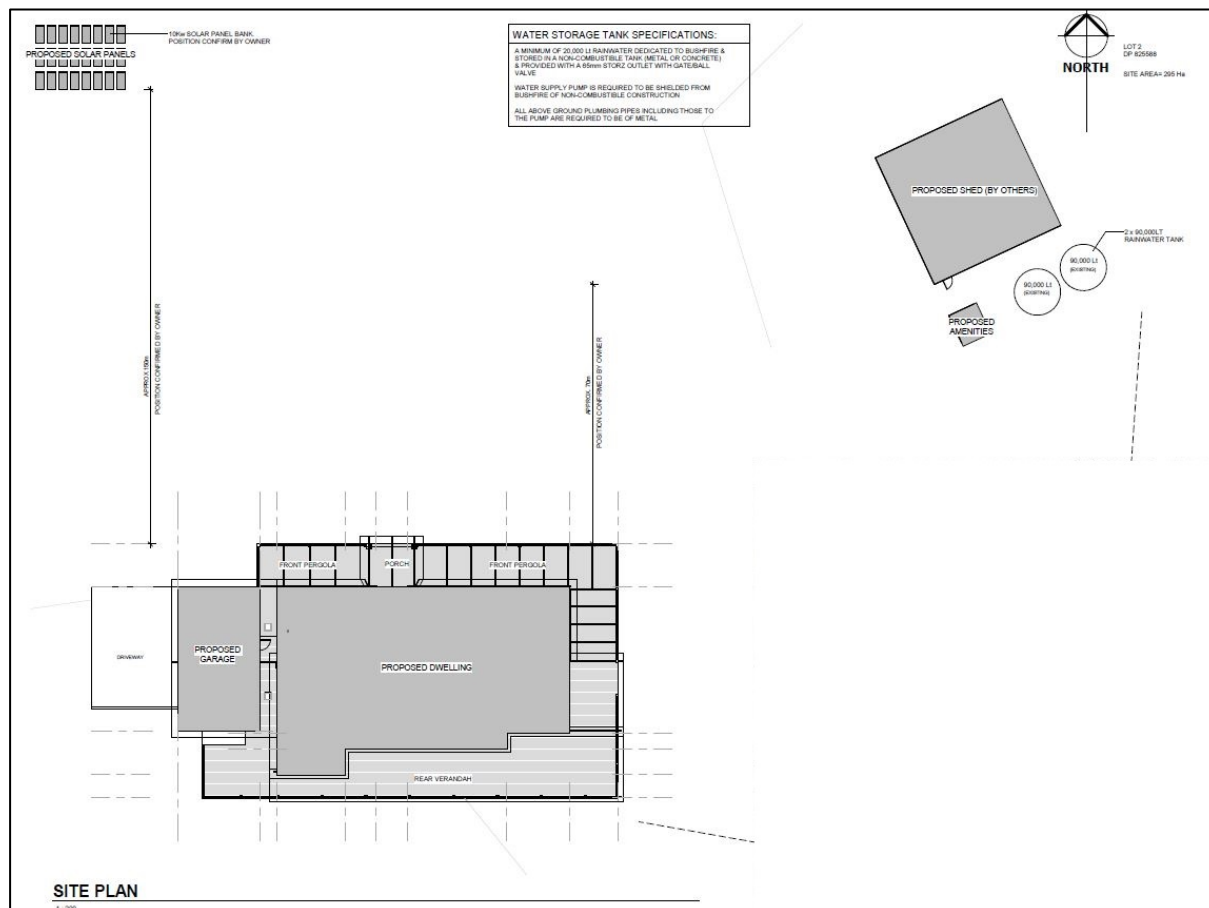 10Kw SOLAR PANEL BANK.
POSITION CONFIRM BY OWNER
PROPOSED SOLAR PANELS
WATER STORAGE TANK SPECIFICATIONS:
A MINIMUM OF 20,000 Lt RAINWATER DEDICATED TO BUSHFIRE &
STORED IN A NON-COMBUSTIBLE TANK (METAL OR CONCRETE)
& PROVIDED WITH A 65mm STORZ OUTLET WITH GATE/BALL
VALVE
WATER SUPPLY PUMP IS REQUIRED TO BE SHIELDED FROM
BUSHFIRE OF NON-COMBUSTIBLE CONSTRUCTION
ALL ABOVE GROUND PLUMBING PIPES INCLUDING THOSE TO
THE PUMP ARE REQUIRED TO BE OF METAL
NORTH
LOT 2
DP 825588
SITE AREA= 295 Ha
PROPOSED SHED (BY OTHERS)
2 x 90,000LT
RAINWATER TANK
90,000 Lt
(EXISTING)
90,000 Lt
(EXISTING)
PROPOSED
AMENITIES
APPROX 150m
POSITION CONFIRMED BY OWNER
APPROX. 70m
POSITION CONFIRMED BY OWNER
FRONT PERGOLA
PORCH
FRONT PERGOLA
DRIVEWAY
PROPOSED
GARAGE
PROPOSED DWELLING
REAR VERANDAH
SITE PLAN